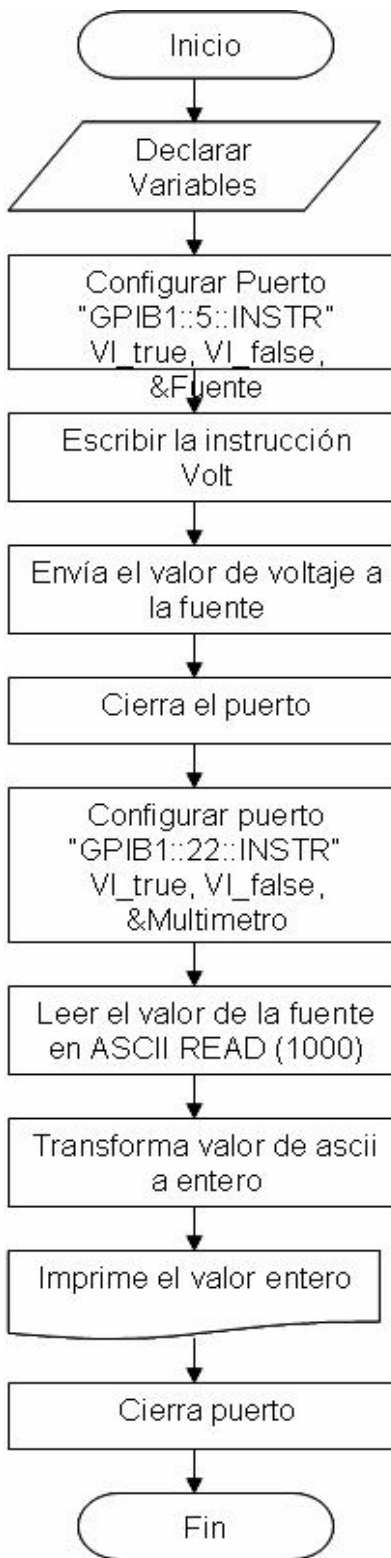 Inicio
Declarar
Variables
Configurar Puerto
"GPIB1::5::INSTR"
VI_true, VI_false,
&Fuente
Escribir la instrucción
Volt
Envía el valor de voltaje a
la fuente
Cierra el puerto
Configurar puerto
"GPIB1::22::INSTR"
VI_true, VI_false,
&Multimetro
Leer el valor de la fuente
en ASCII READ (1000)
Transforma valor de ascii
a entero
Imprime el valor entero
Cierra puerto
Fin